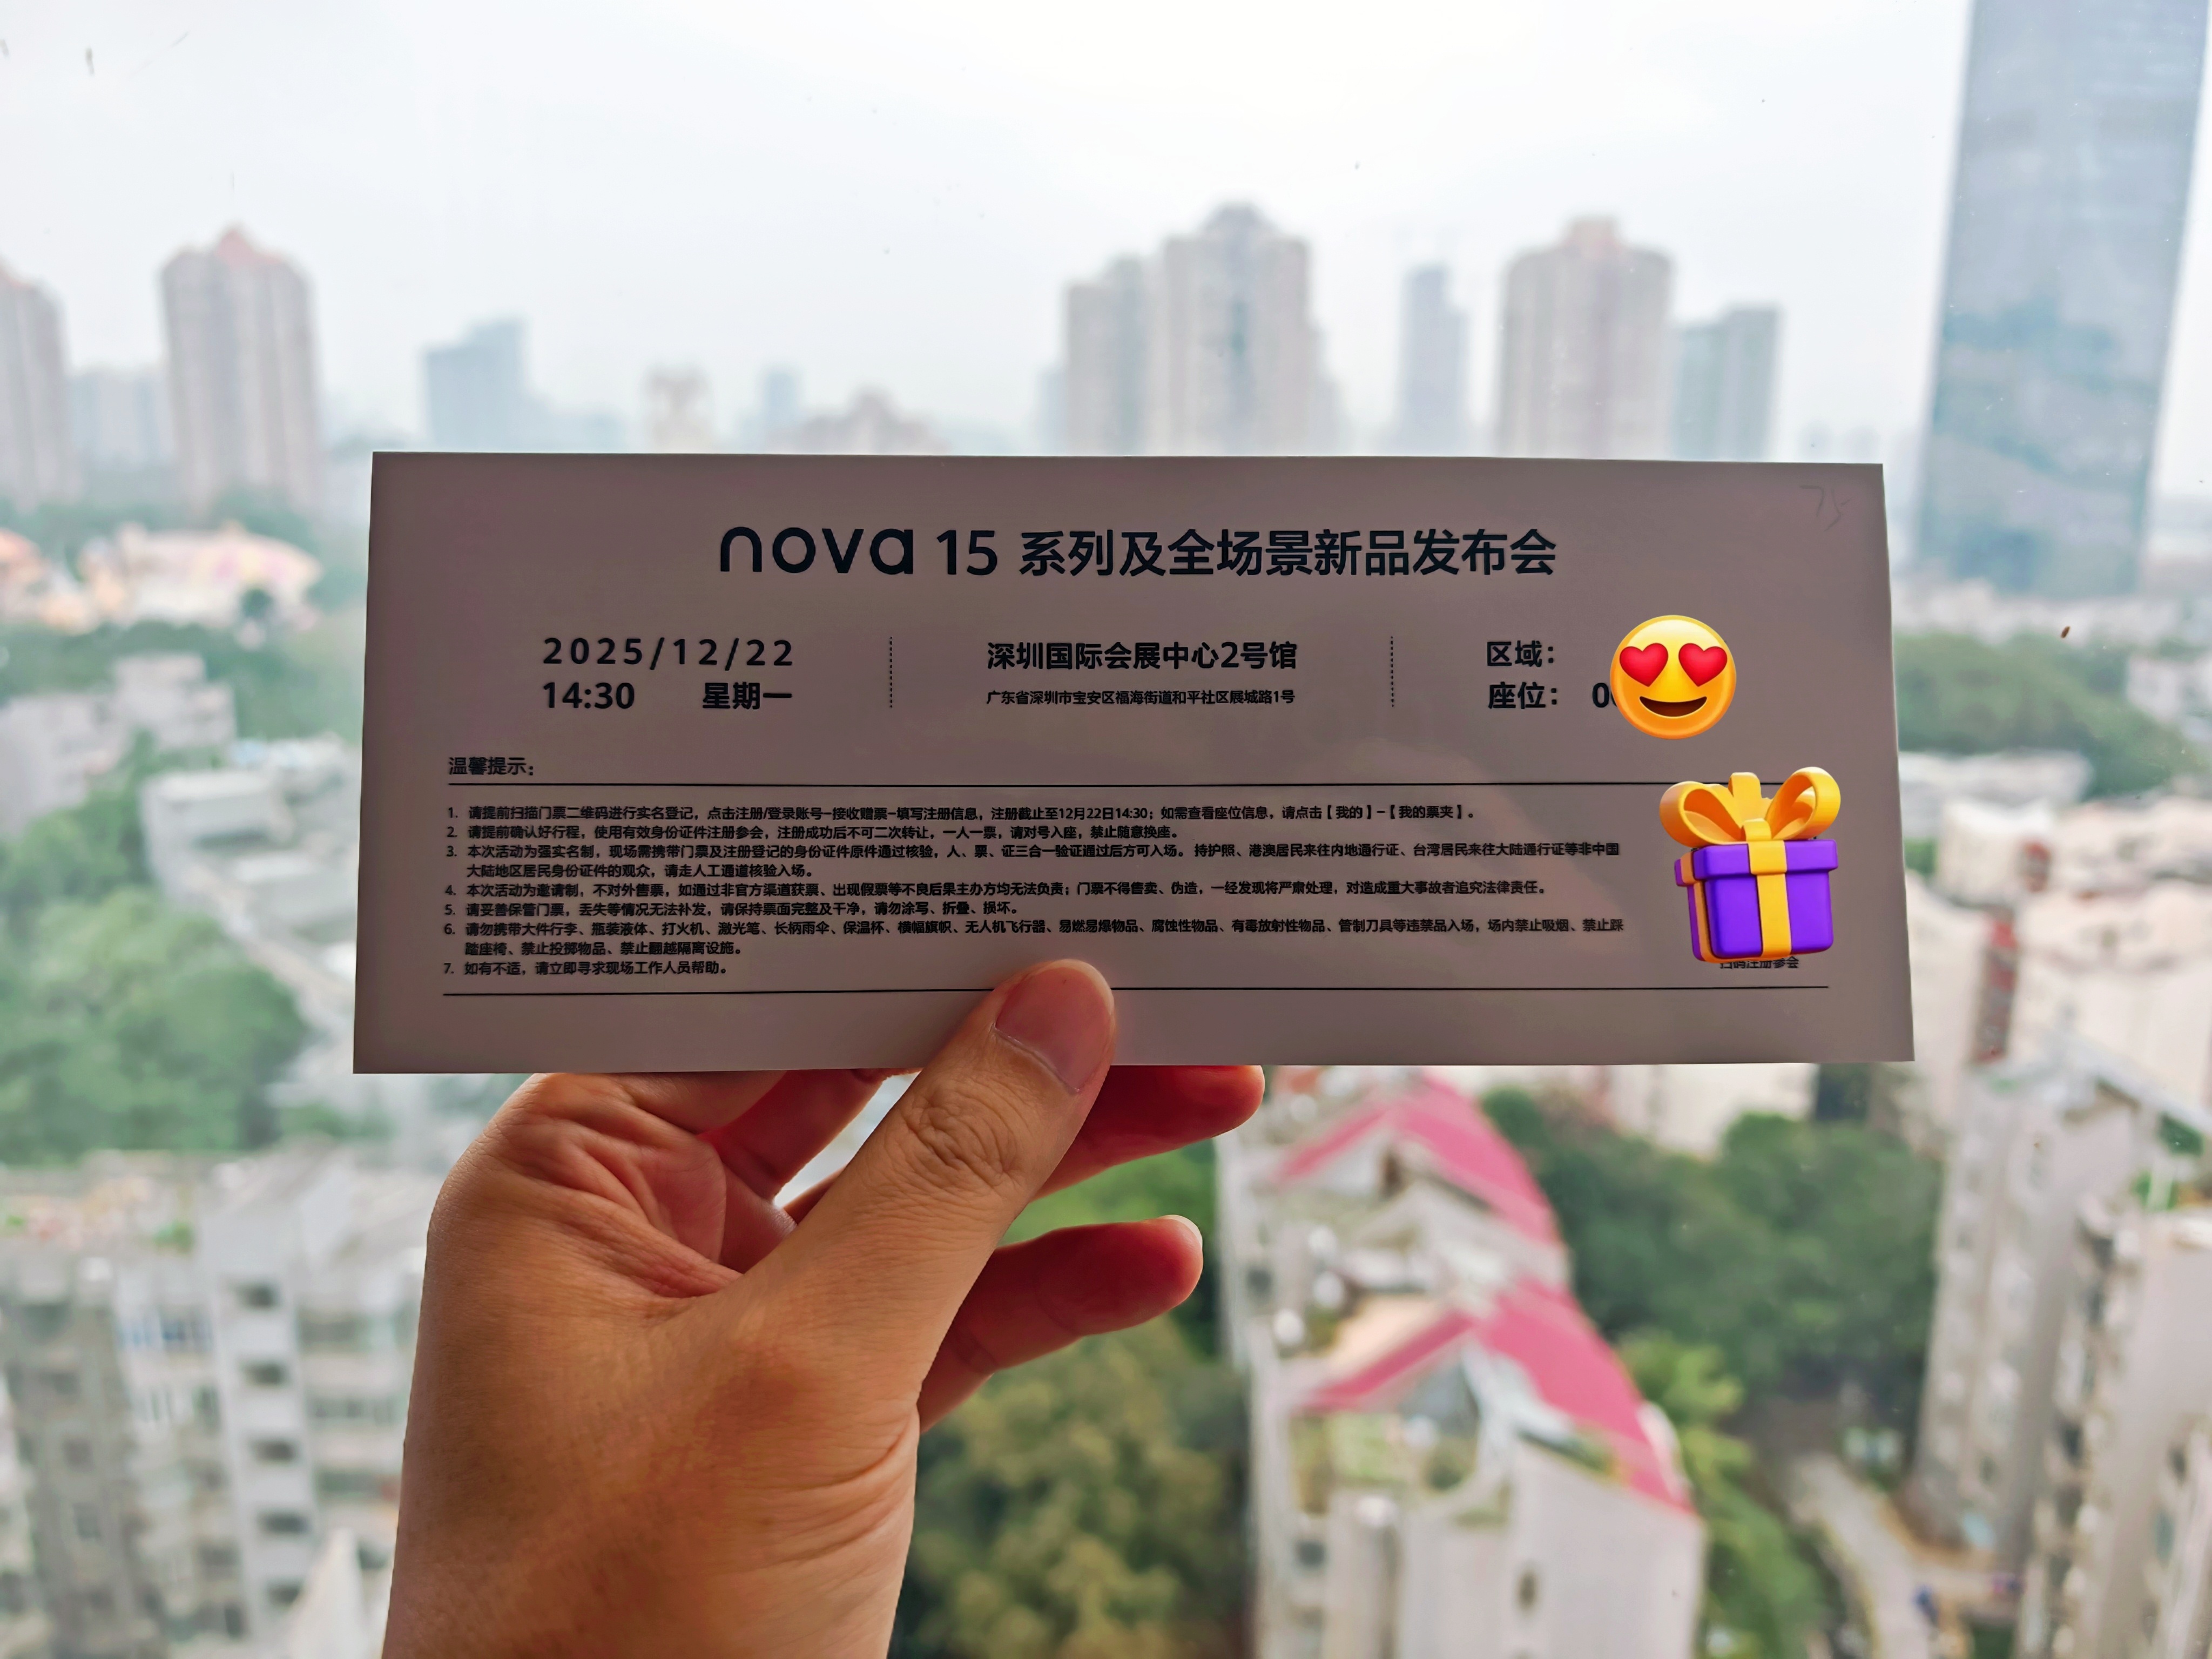 nova 15 系列及全场景新品发布会
2025/12/22
14:30 星期一
深圳国际会展中心2号馆
广东省深圳市宝安区福海街道和平社区展城路1号
区域：
座位： 0
温馨提示：
1. 请提前扫描门票二维码进行实名登记，点击注册/登录账号-接收赠票-填写注册信息，注册截止至12月22日14:30；如需查看座位信息，请点击【我的】-【我的票夹】。
2. 请提前确认好行程，使用有效身份证件注册参会，注册成功后不可二次转让，一人一票，请对号入座，禁止随意换座。
3. 本次活动为强实名制，现场需携带门票及注册登记的身份证件原件通过核验，人、票、证三合一验证通过后方可入场。 持护照、港澳居民来往内地通行证、台湾居民来往大陆通行证等非中国
大陆地区居民身份证件的观众，请走人工通道核验入场。
4. 本次活动为邀请制，不对外售票，如通过非官方渠道获票、出现假票等不良后果主办方均无法负责；门票不得售卖、伪造，一经发现将严肃处理，对造成重大事故者追究法律责任。
5. 请妥善保管门票，丢失等情况无法补发，请保持票面完整及干净，请勿涂写、折叠、损坏。
6. 请勿携带大件行李、瓶装液体、打火机、激光笔、长柄雨伞、保温杯、横幅旗帜、无人机飞行器、易燃易爆物品、腐蚀性物品、有毒放射性物品、管制刀具等违禁品入场，场内禁止吸烟、禁止踩
踏座椅、禁止投掷物品、禁止翻越隔离设施。
7. 如有不适，请立即寻求现场工作人员帮助。
扫码注册参会